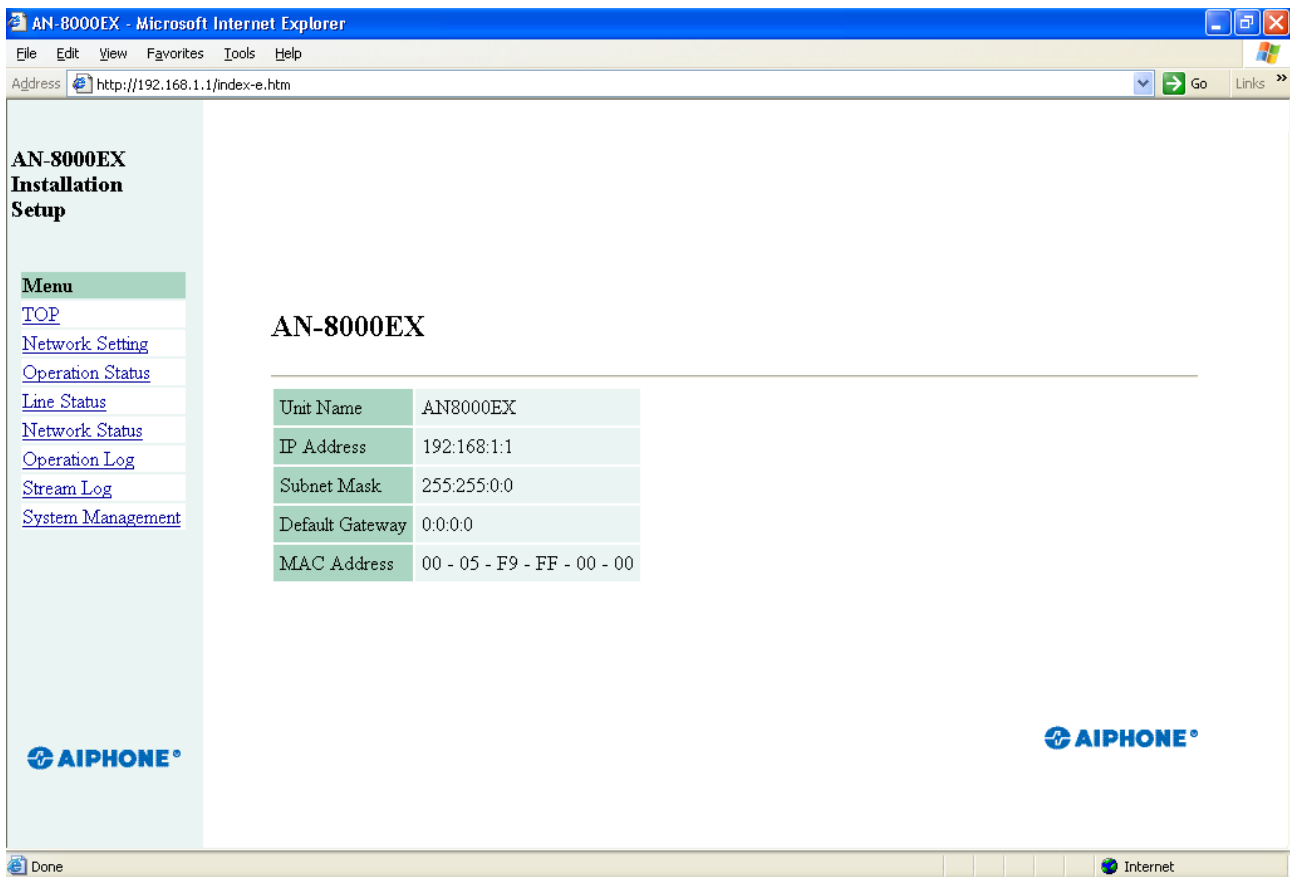 AN-8000EX - Microsoft Internet Explorer
File Edit View Favorites Tools Help
Address http://192.168.1.1/index-e.htm Go Links »
AN-8000EX
Installation
Setup
Menu
TOP
Network Setting
Operation Status
Line Status
Network Status
Operation Log
Stream Log
System Management
AIPHONE®
AN-8000EX
Unit Name AN8000EX
IP Address 192:168:1:1
Subnet Mask 255:255:0:0
Default Gateway 0:0:0:0
MAC Address 00 - 05 - F9 - FF - 00 - 00
AIPHONE®
Done Internet